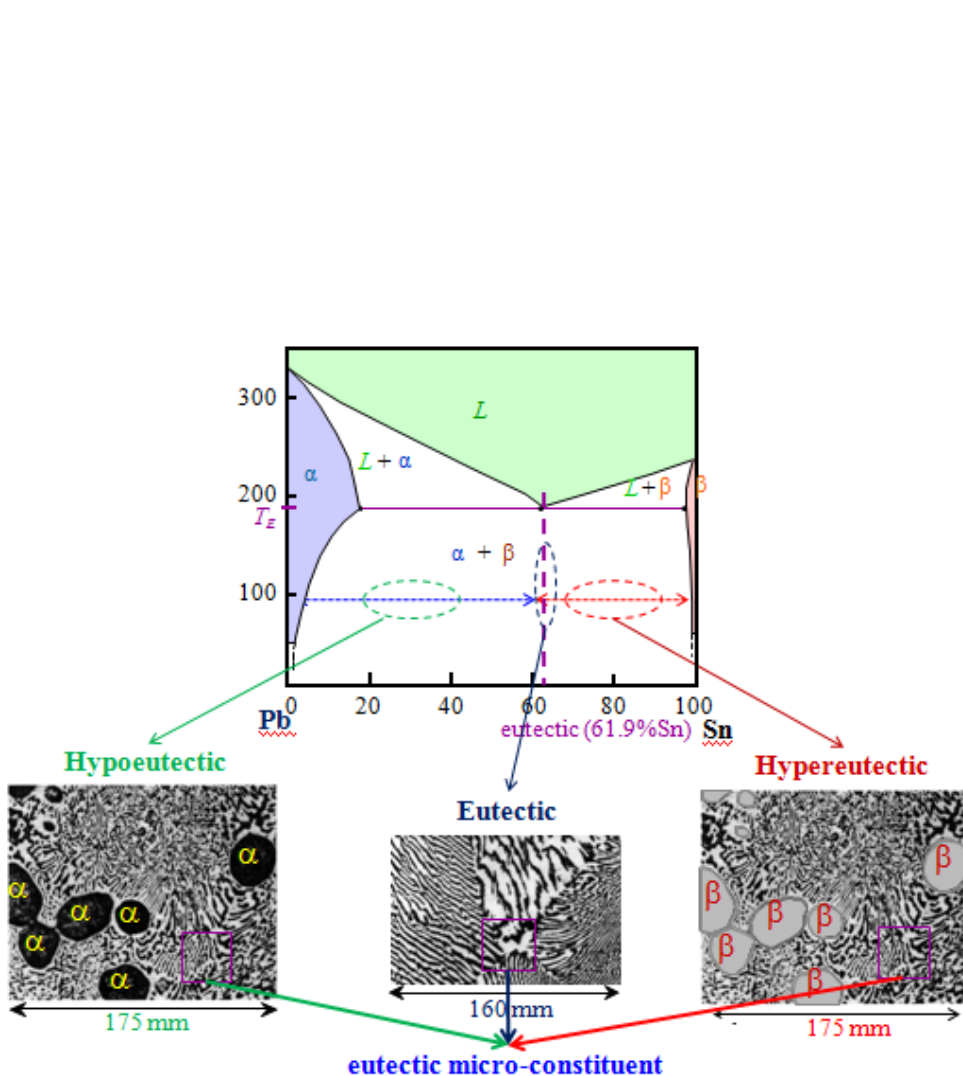 300
L
L + α
α
200
L+β
β
T_E
α + β
100
0 20 40 60 80 100
Pb
eutectic (61.9%Sn)
Sn
Hypoeutectic
Hypereutectic
Eutectic
α
α
α
α
α
α
β
β
β
β
β
β
175 mm
160 mm
175 mm
eutectic micro-constituent